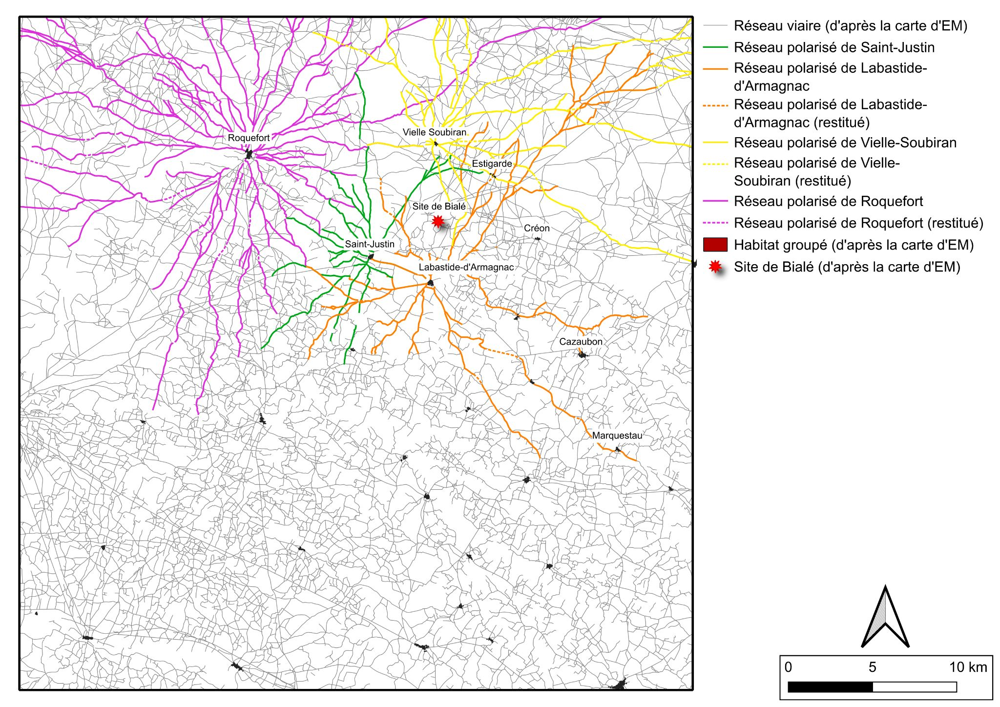 Roquefort
Vielle Soubiran
Estigarde
Site de Bialé
Créon
Saint-Justin
Labastide-d'Armagnac
Cazaubon
Marquestau
Réseau viaire (d'après la carte d'EM)
Réseau polarisé de Saint-Justin
Réseau polarisé de Labastide-
d'Armagnac
Réseau polarisé de Labastide-
d'Armagnac (restitué)
Réseau polarisé de Vielle-Soubiran
Réseau polarisé de Vielle-
Soubiran (restitué)
Réseau polarisé de Roquefort
Réseau polarisé de Roquefort (restitué)
Habitat groupé (d'après la carte d'EM)
Site de Bialé (d'après la carte d'EM)
0 5 10 km